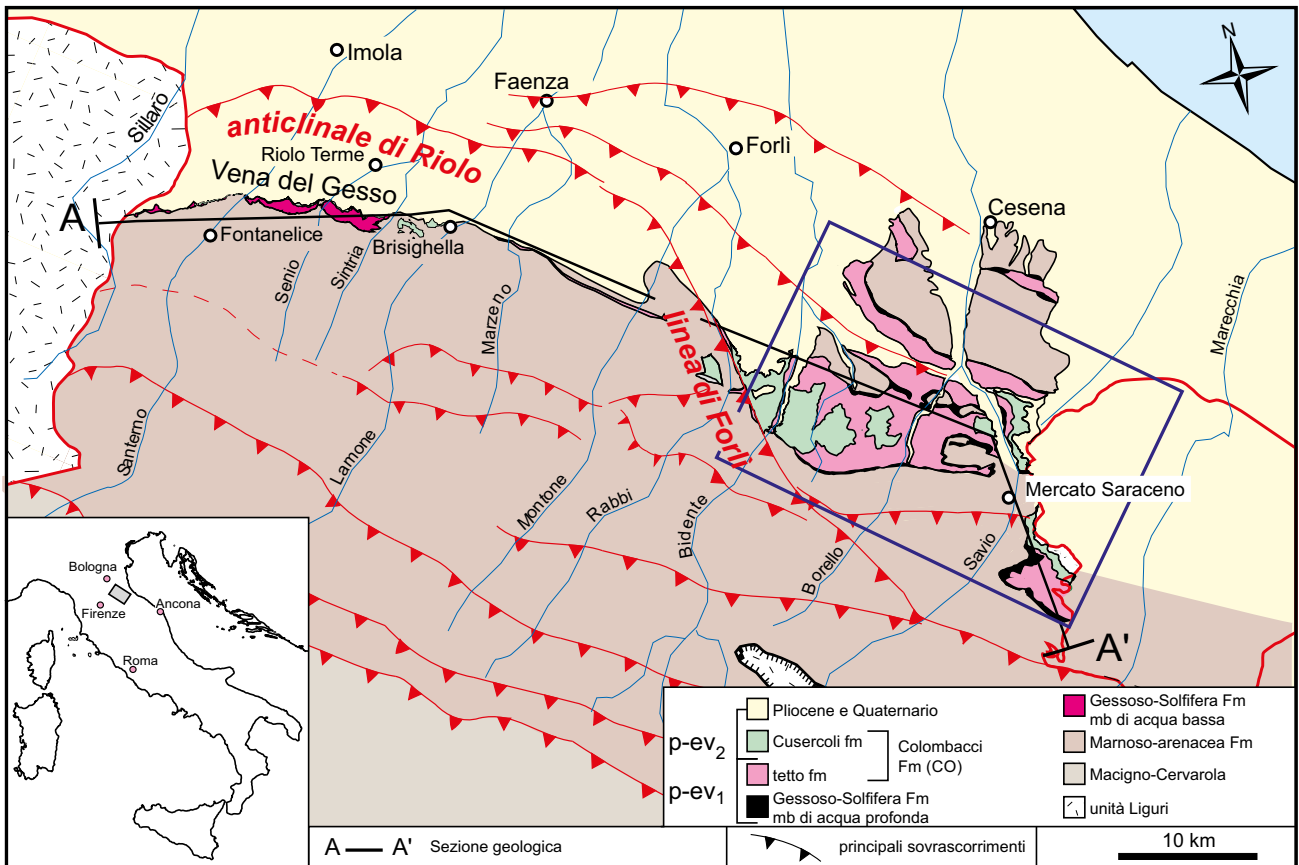 N
Imola
Sillaro
Faenza
anticlinale di Riolo
Riolo Terme
Forlì
Vena del Gesso
A
Cesena
Fontanelice
Brisighella
Senio
Sintria
Marzeno
Marecchia
linea di Forlì
Santerno
Lamone
Montone
Rabbi
Bidente
Borello
Savio
Mercato Saraceno
A'
Bologna
Firenze
Ancona
Roma
p-ev2
p-ev1
Pliocene e Quaternario
Cusercoli fm
tetto fm
Colombacci
Fm (CO)
Gessoso-Solfifera Fm
mb di acqua profonda
Gessoso-Solfifera Fm
mb di acqua bassa
Marnoso-arenacea Fm
Macigno-Cervarola
unità Liguri
A — A' Sezione geologica
principali sovrascorrimenti
10 km